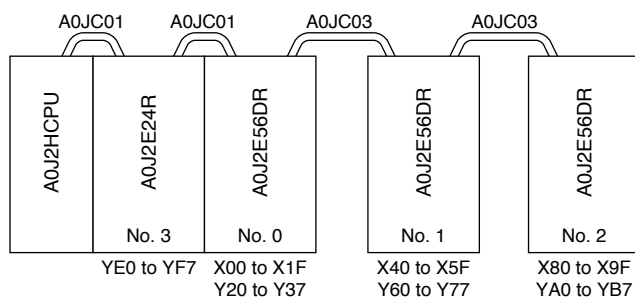 A0JC01 A0JC01 A0JC03 A0JC03
A0J2HCPU
A0J2E24R
A0J2E56DR
A0J2E56DR
A0J2E56DR
No. 3 No. 0 No. 1 No. 2
YE0 to YF7 X00 to X1F X40 to X5F X80 to X9F
Y20 to Y37 Y60 to Y77 YA0 to YB7